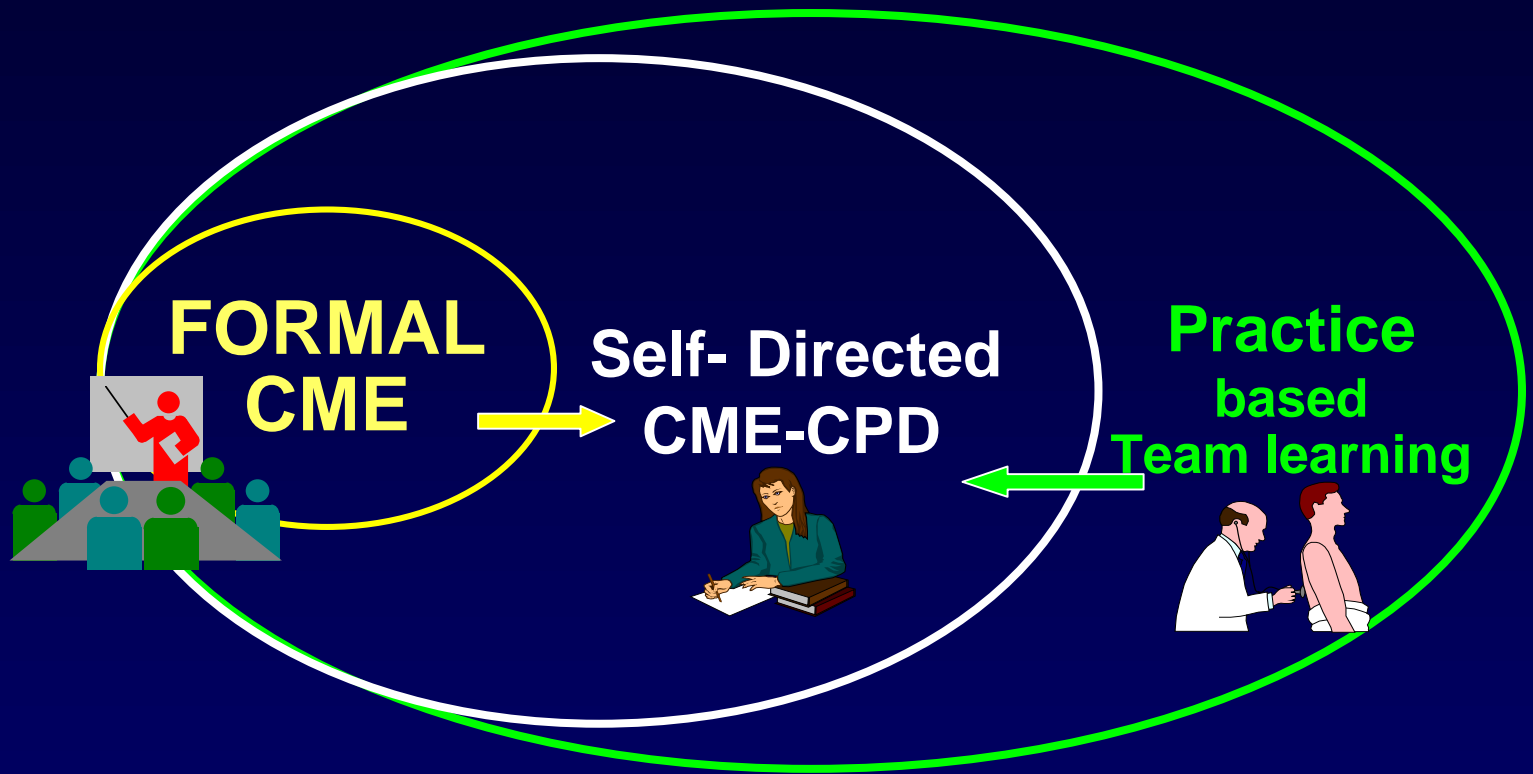 FORMAL
CME
Self- Directed
CME-CPD
Practice
based
Team learning